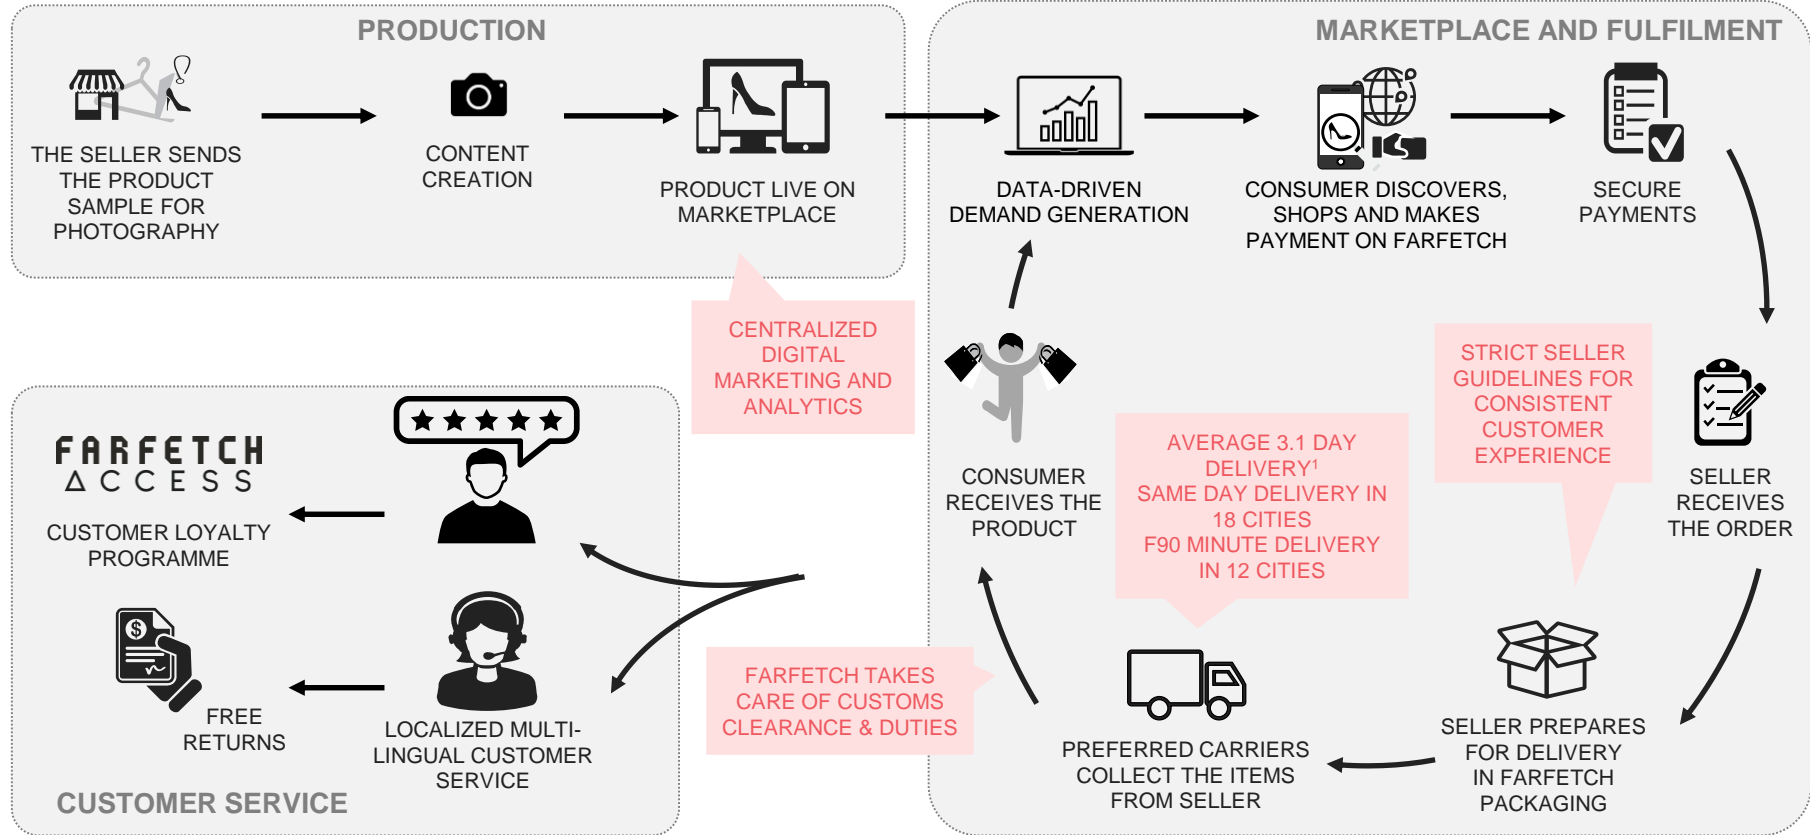 PRODUCTION
THE SELLER SENDS
THE PRODUCT
SAMPLE FOR
PHOTOGRAPHY
CONTENT
CREATION
PRODUCT LIVE ON
MARKETPLACE
CENTRALIZED
DIGITAL
MARKETING AND
ANALYTICS
MARKETPLACE AND FULFILMENT
DATA-DRIVEN
DEMAND GENERATION
CONSUMER DISCOVERS,
SHOPS AND MAKES
PAYMENT ON FARFETCH
SECURE
PAYMENTS
STRICT SELLER
GUIDELINES FOR
CONSISTENT
CUSTOMER
EXPERIENCE
SELLER
RECEIVES
THE ORDER
SELLER PREPARES
FOR DELIVERY
IN FARFETCH
PACKAGING
AVERAGE 3.1 DAY
DELIVERY¹
SAME DAY DELIVERY IN
18 CITIES
F90 MINUTE DELIVERY
IN 12 CITIES
PREFERRED CARRIERS
COLLECT THE ITEMS
FROM SELLER
FARFETCH TAKES
CARE OF CUSTOMS
CLEARANCE & DUTIES
CONSUMER
RECEIVES THE
PRODUCT
FARFETCH
ACCESS
CUSTOMER LOYALTY
PROGRAMME
$
FREE
RETURNS
LOCALIZED MULTI-
LINGUAL CUSTOMER
SERVICE
CUSTOMER SERVICE